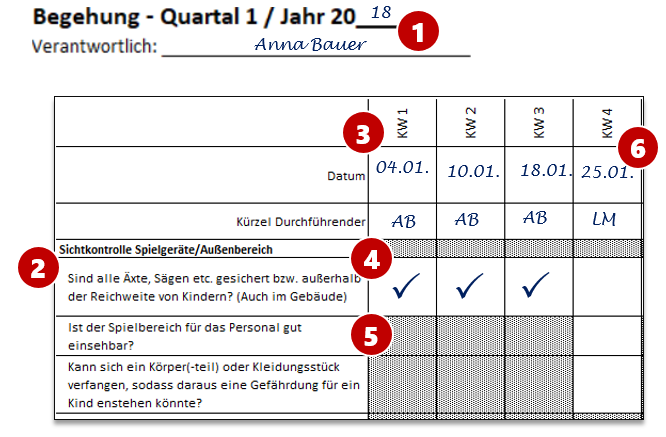 Begehung - Quartal 1 / Jahr 2018
Verantwortlich: Anna Bauer
1
3
KW 1 KW 2 KW 3 KW 4
6
Datum 04.01. 10.01. 18.01. 25.01.
Kürzel Durchführender AB AB AB LM
Sichtkontrolle Spielgeräte/Außenbereich
2
4
Sind alle Äxte, Sägen etc. gesichert bzw. außerhalb
der Reichweite von Kindern? (Auch im Gebäude)
✓ ✓ ✓
Ist der Spielbereich für das Personal gut
einsehbar?
5
Kann sich ein Körper(-teil) oder Kleidungsstück
verfangen, sodass daraus eine Gefährdung für ein
Kind enstehen könnte?